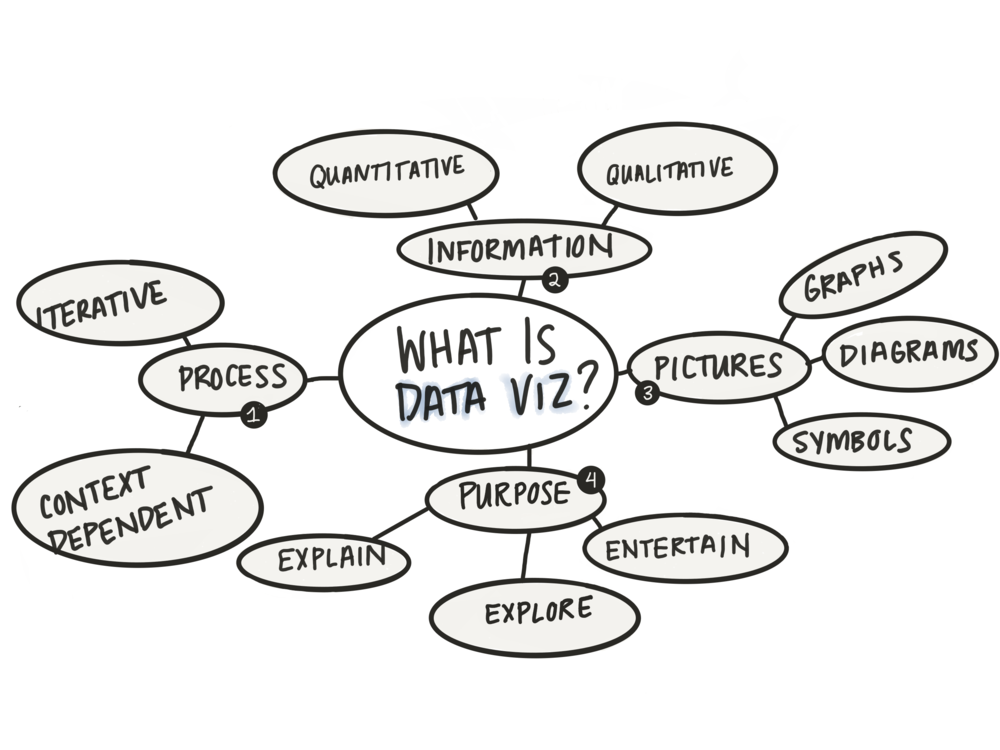 QUANTITATIVE
QUALITATIVE
INFORMATION
2
GRAPHS
ITERATIVE
WHAT IS
DATA VIZ?
DIAGRAMS
PICTURES
3
PROCESS
1
SYMBOLS
CONTEXT
DEPENDENT
PURPOSE
4
EXPLAIN
ENTERTAIN
EXPLORE